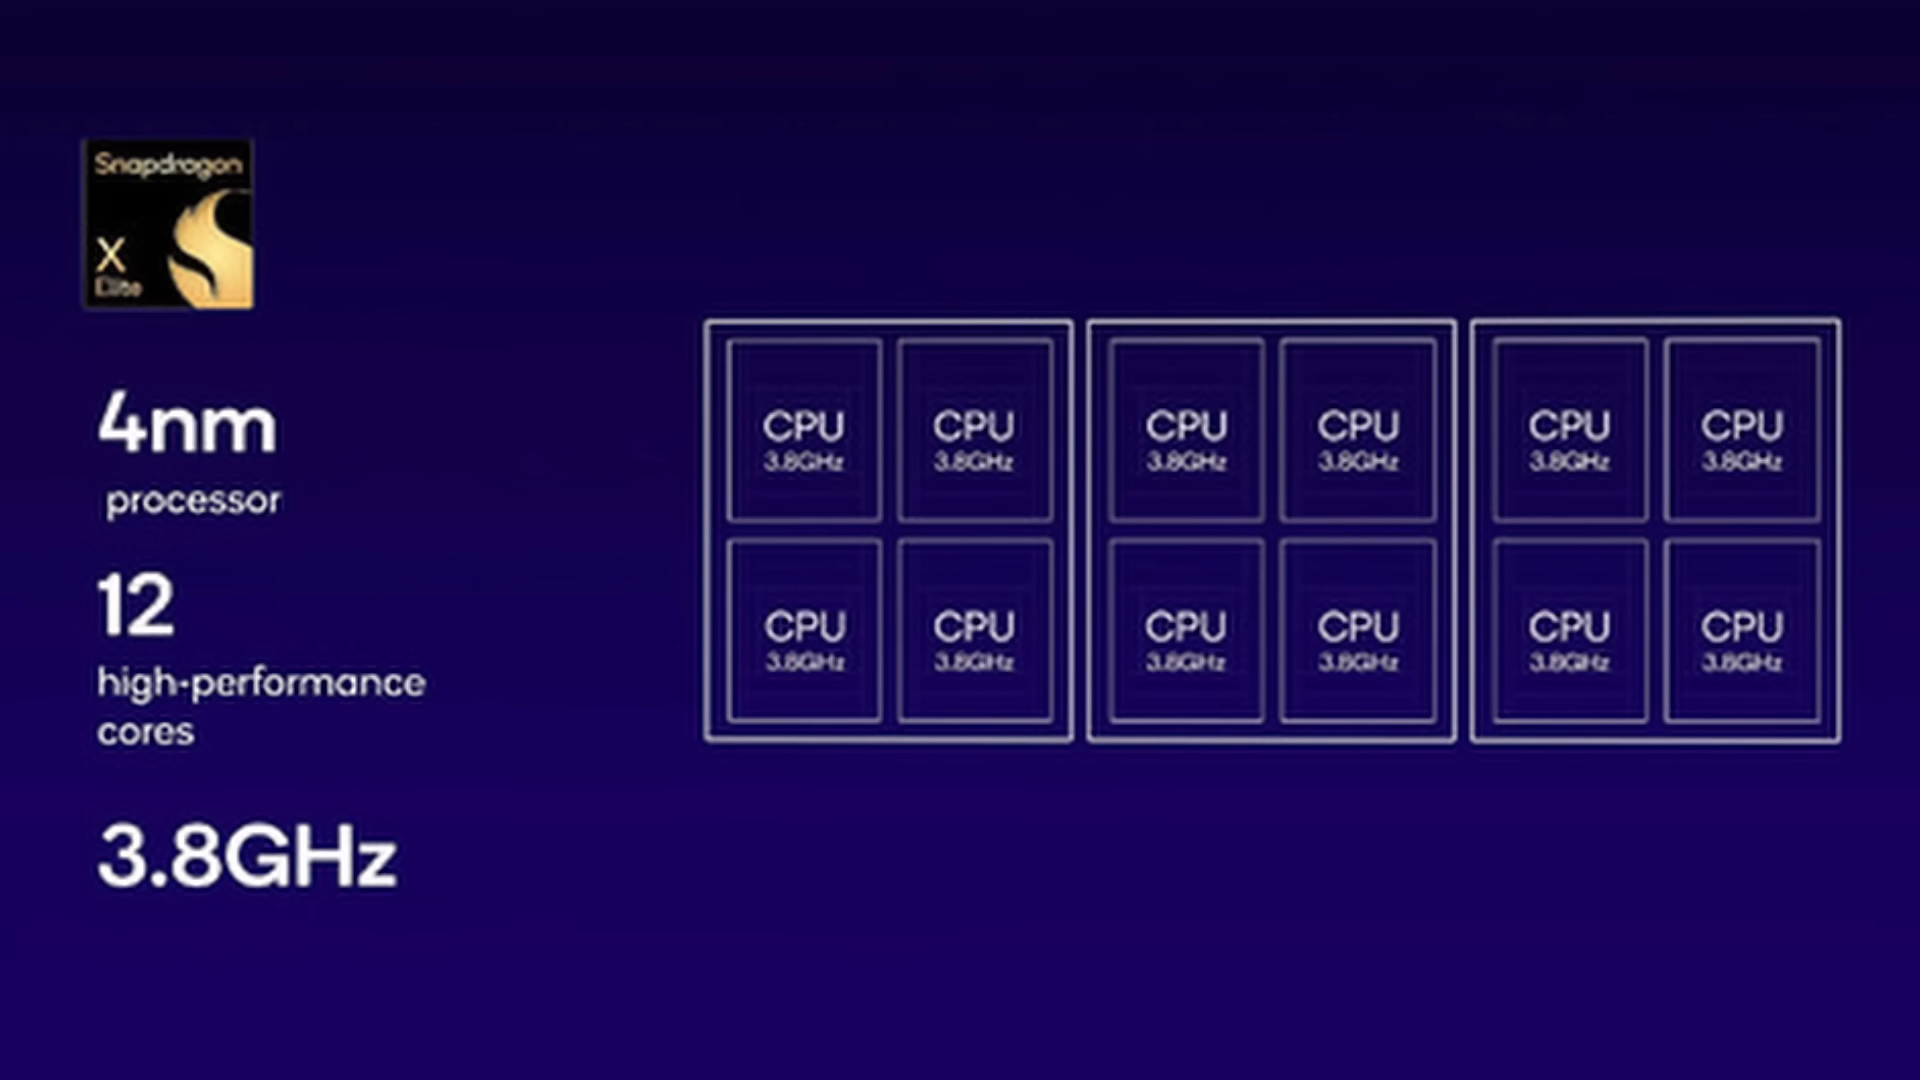 Snapdragon
X
Elite
4nm
processor
12
high-performance
cores
3.8GHz
CPU CPU CPU CPU CPU CPU
3.8GHz 3.8GHz 3.8GHz 3.8GHz 3.8GHz 3.8GHz
CPU CPU CPU CPU CPU CPU
3.8GHz 3.8GHz 3.8GHz 3.8GHz 3.8GHz 3.8GHz